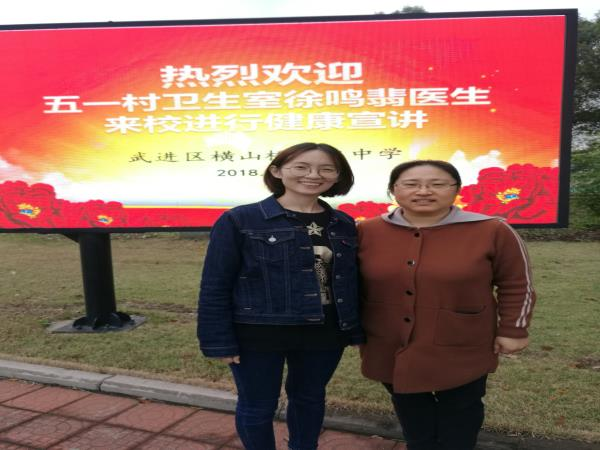 热烈欢迎
五一村卫生室徐鸣翡医生
来校进行健康宣讲
武进区横山 中学
2018.